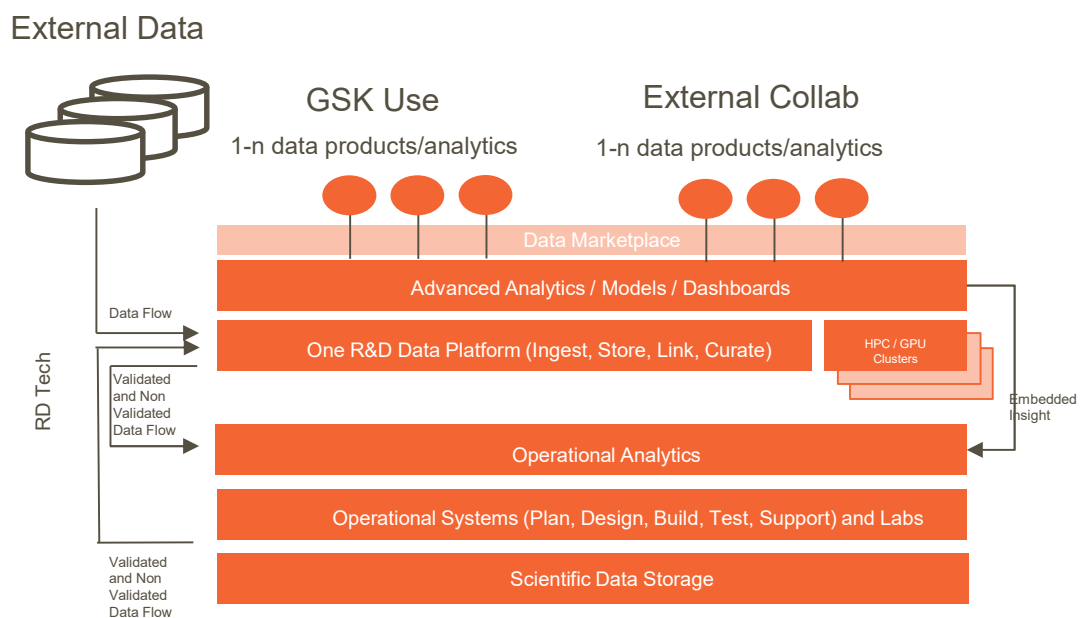 External Data
GSK Use
External Collab
1-n data products/analytics
1-n data products/analytics
Data Marketplace
Advanced Analytics / Models / Dashboards
Data Flow
One R&D Data Platform (Ingest, Store, Link, Curate)
HPC / GPU
Clusters
RD Tech
Validated
and Non
Validated
Data Flow
Embedded
Insight
Operational Analytics
Operational Systems (Plan, Design, Build, Test, Support) and Labs
Validated
and Non
Validated
Data Flow
Scientific Data Storage